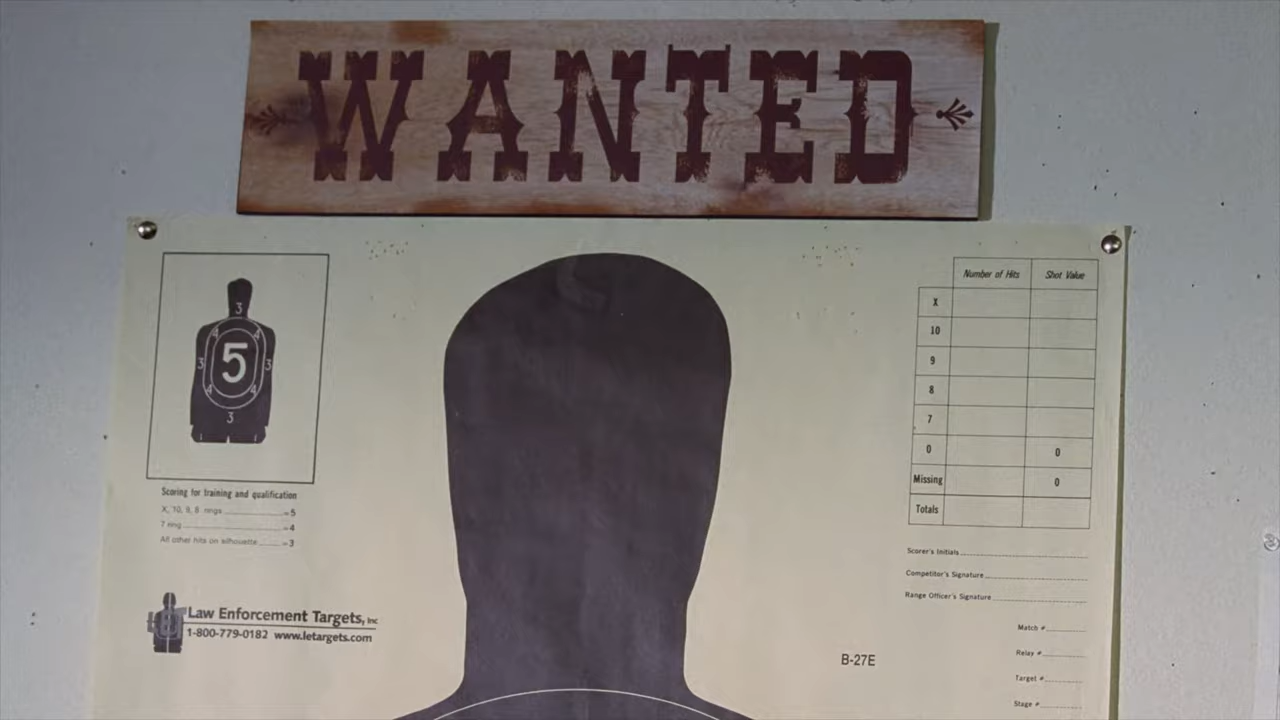 WANTED
3
4 4
3 5 3
4 4
3
Scoring for training and qualification
X, 10, 9, 8 rings =5
7 ring =4
All other hits on silhouette =3
Law Enforcement Targets, Inc
1-800-779-0182 www.letargets.com
Number of Hits Shot Value
X
10
9
8
7
0 0
Missing 0
Totals
Scorer's Initials
Competitor's Signature
Range Officer's Signature
Match #
Relay #
Target #
Stage #
B-27E